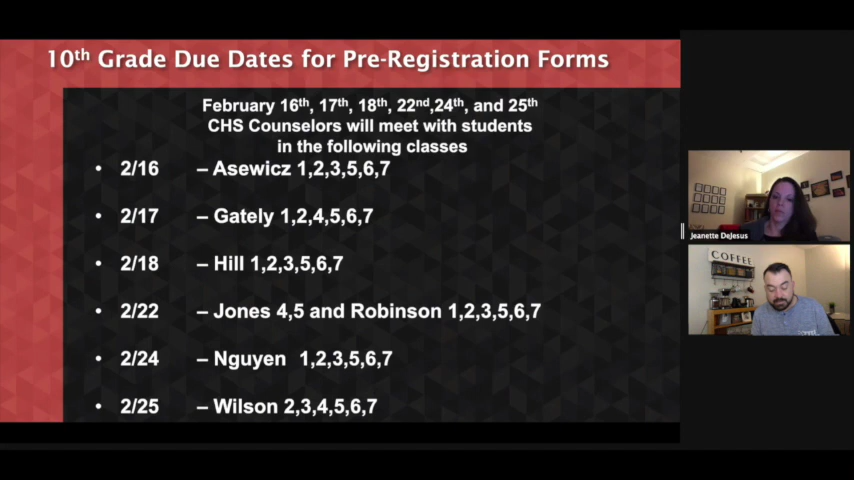 10th Grade Due Dates for Pre-Registration Forms
February 16th, 17th, 18th, 22nd,24th, and 25th
CHS Counselors will meet with students
in the following classes
• 2/16 – Asewicz 1,2,3,5,6,7
• 2/17 – Gately 1,2,4,5,6,7
• 2/18 – Hill 1,2,3,5,6,7
• 2/22 – Jones 4,5 and Robinson 1,2,3,5,6,7
• 2/24 – Nguyen 1,2,3,5,6,7
• 2/25 – Wilson 2,3,4,5,6,7
Jeanette DeJesus
COFFEE
COFFEE